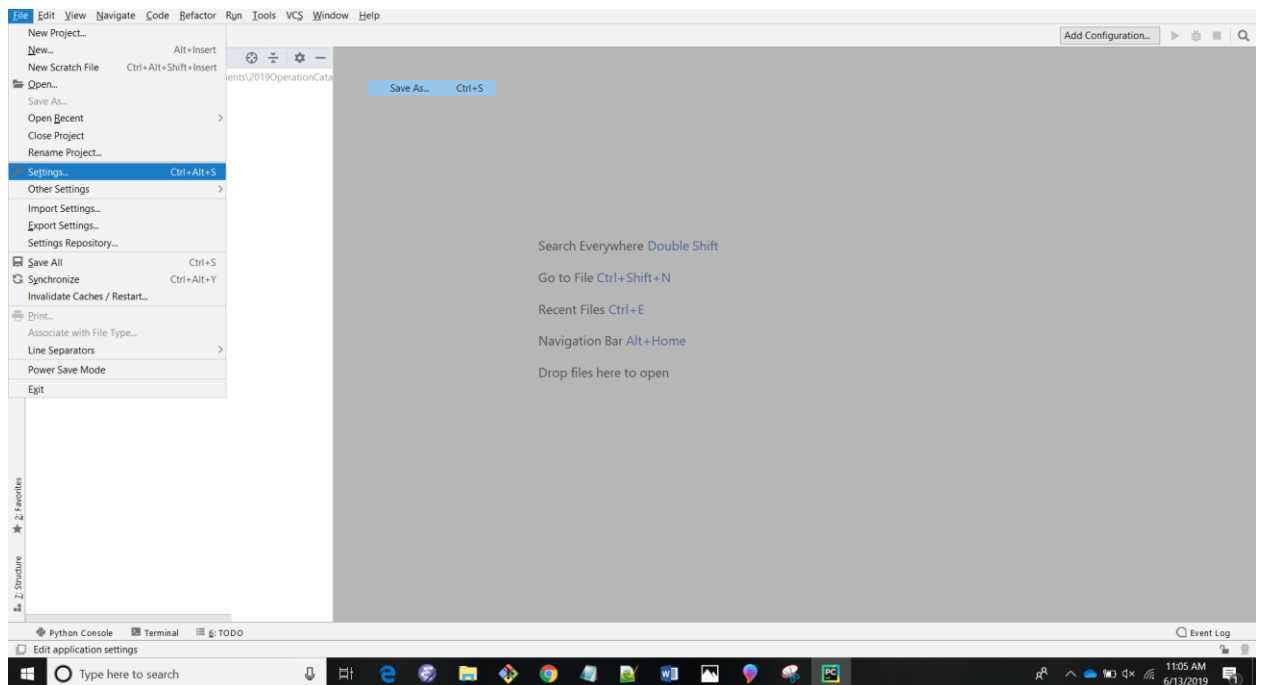 File Edit View Navigate Code Refactor Run Tools VCS Window Help
Add Configuration...
New Project...
New... Alt+Insert
New Scratch File Ctrl+Alt+Shift+Insert
Open...
Save As...
Open Recent
Close Project
Rename Project...
Settings... Ctrl+Alt+S
Other Settings
Import Settings...
Export Settings...
Settings Repository...
Save All Ctrl+S
Synchronize Ctrl+Alt+Y
Invalidate Caches / Restart...
Print...
Associate with File Type...
Line Separators
Power Save Mode
Exit
ents\2019OperationCata
Save As... Ctrl+S
Search Everywhere Double Shift
Go to File Ctrl+Shift+N
Recent Files Ctrl+E
Navigation Bar Alt+Home
Drop files here to open
2: Favorites
7: Structure
Python Console Terminal 6: TODO Event Log
Edit application settings
Type here to search
PC
11:05 AM
6/13/2019